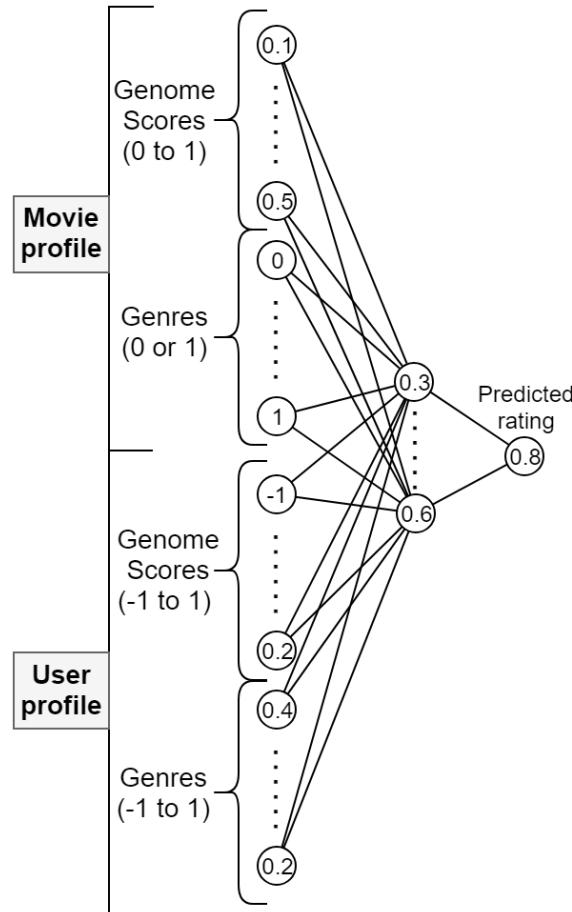 0.1
Genome
Scores
(0 to 1)
0.5
Movie
profile
0
Genres
(0 or 1)
1
0.3
Predicted
rating
0.8
-1
0.6
Genome
Scores
(-1 to 1)
0.2
User
profile
0.4
Genres
(-1 to 1)
0.2